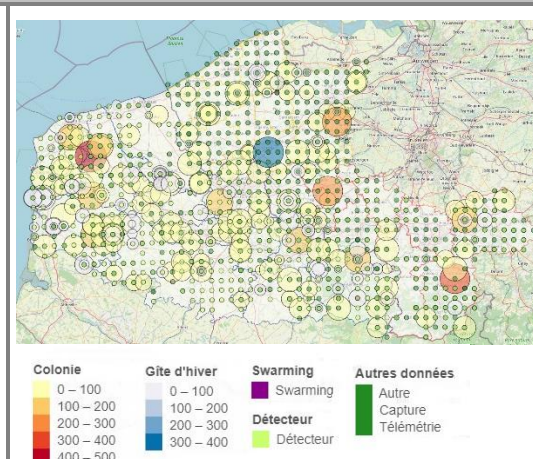 Colonie
0 – 100
100 – 200
200 – 300
300 – 400
400 – 500
Gîte d'hiver
0 – 100
100 – 200
200 – 300
300 – 400
Swarming
Swarming
Détecteur
Détecteur
Autres données
Autre
Capture
Télémétrie